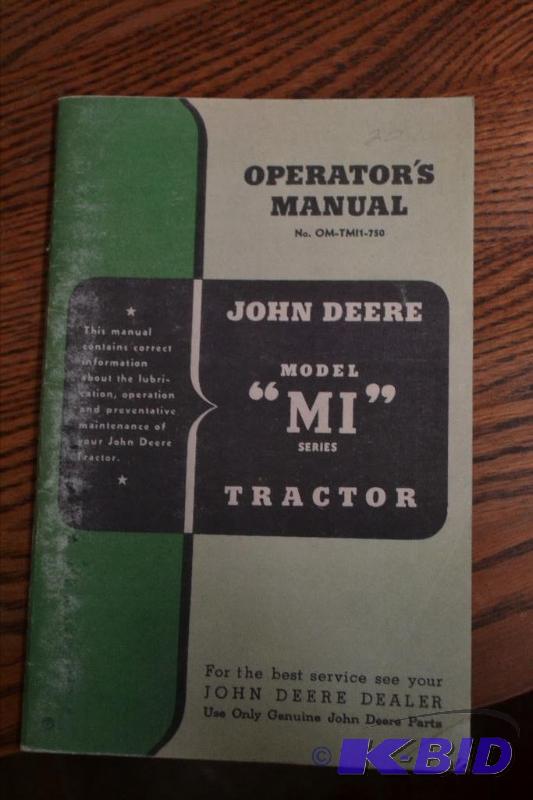 22
OPERATOR'S
MANUAL
No. OM-TMI1-750
★
This manual
contains correct
information
about the lubri-
cation, operation
and preventative
maintenance of
your John Deere
Tractor.
★
JOHN DEERE
MODEL
"MI"
SERIES
TRACTOR
For the best service see your
JOHN DEERE DEALER
Use Only Genuine John Deere Parts
© K-BID